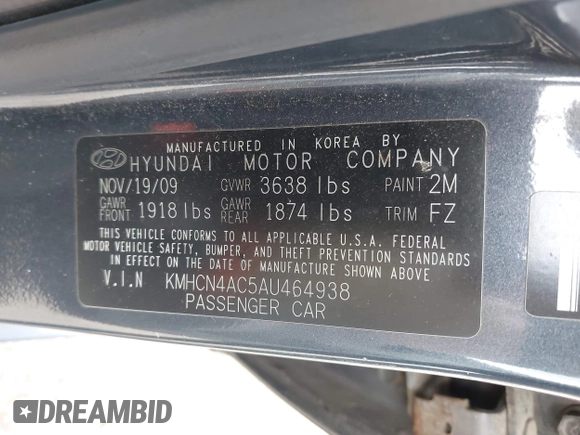 MANUFACTURED IN KOREA BY
HYUNDAI MOTOR COMPANY
NOV/19/09 GVWR 3638 lbs PAINT 2M
GAWR FRONT 1918 lbs GAWR REAR 1874 lbs TRIM FZ
THIS VEHICLE CONFORMS TO ALL APPLICABLE U.S.A. FEDERAL
MOTOR VEHICLE SAFETY, BUMPER, AND THEFT PREVENTION STANDARDS
IN EFFECT ON THE DATE OF MANUFACTURE SHOWN ABOVE
V.I.N KMHCN4AC5AU464938
PASSENGER CAR
DREAMBID